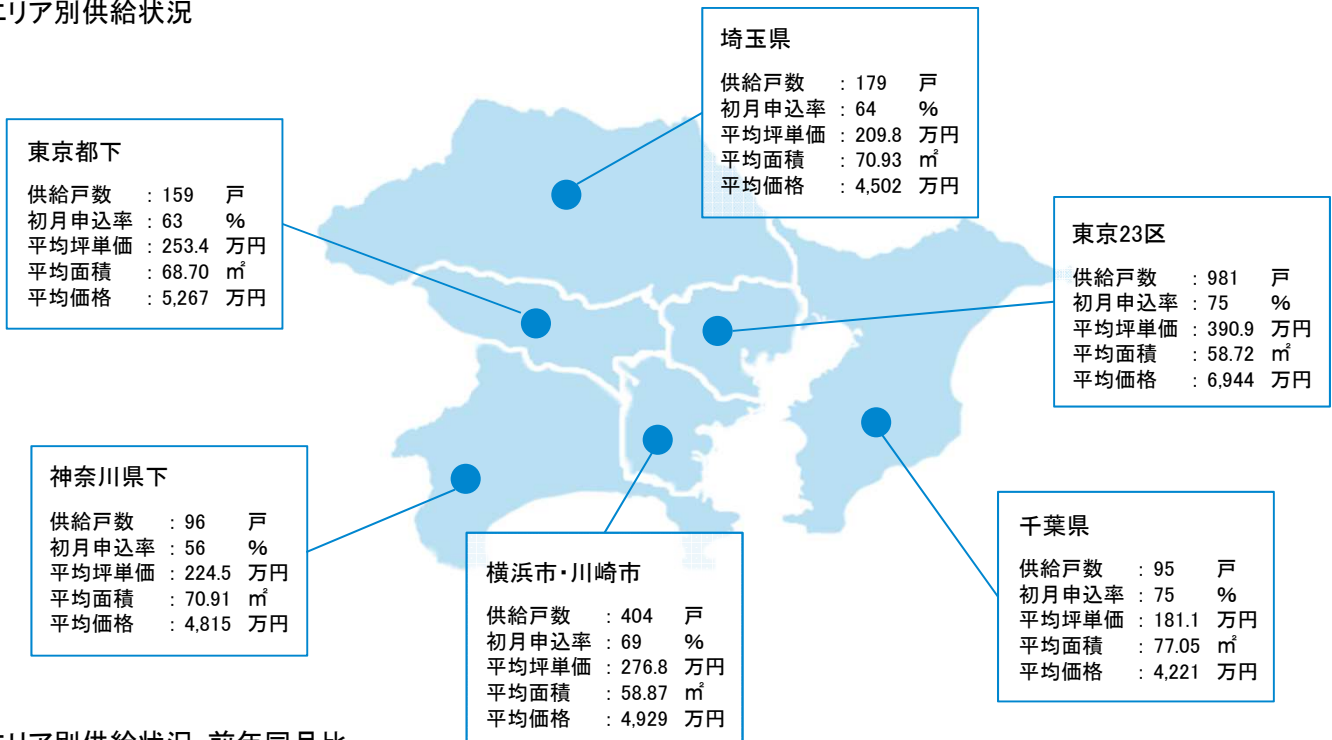 エリア別供給状況
埼玉県
供給戸数 : 179 戸
初月申込率 : 64 %
平均坪単価 : 209.8 万円
平均面積 : 70.93 ㎡
平均価格 : 4,502 万円
東京都下
供給戸数 : 159 戸
初月申込率 : 63 %
平均坪単価 : 253.4 万円
平均面積 : 68.70 ㎡
平均価格 : 5,267 万円
東京23区
供給戸数 : 981 戸
初月申込率 : 75 %
平均坪単価 : 390.9 万円
平均面積 : 58.72 ㎡
平均価格 : 6,944 万円
神奈川県下
供給戸数 : 96 戸
初月申込率 : 56 %
平均坪単価 : 224.5 万円
平均面積 : 70.91 ㎡
平均価格 : 4,815 万円
横浜市・川崎市
供給戸数 : 404 戸
初月申込率 : 69 %
平均坪単価 : 276.8 万円
平均面積 : 58.87 ㎡
平均価格 : 4,929 万円
千葉県
供給戸数 : 95 戸
初月申込率 : 75 %
平均坪単価 : 181.1 万円
平均面積 : 77.05 ㎡
平均価格 : 4,221 万円
エリア別供給状況 前年同月比